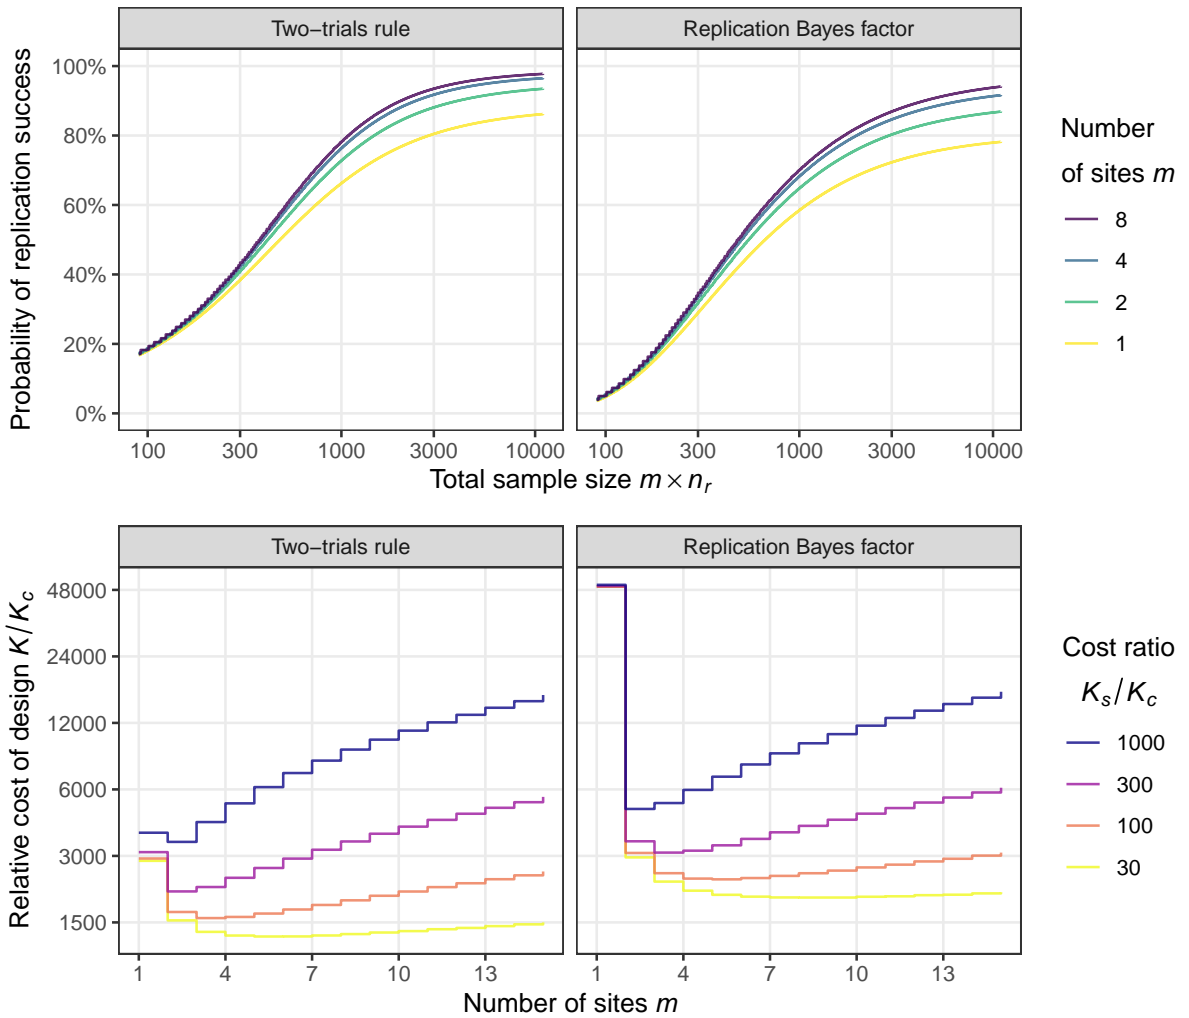 Two−trials rule
Replication Bayes factor
Probability of replication success
100%
80%
60%
40%
20%
0%
100 300 1000 3000 10000
100 300 1000 3000 10000
Total sample size m × n_r
Number
of sites m
8
4
2
1
Two−trials rule
Replication Bayes factor
Relative cost of design K/K_c
48000
24000
12000
6000
3000
1500
1 4 7 10 13
1 4 7 10 13
Number of sites m
Cost ratio
K_s/K_c
1000
300
100
30